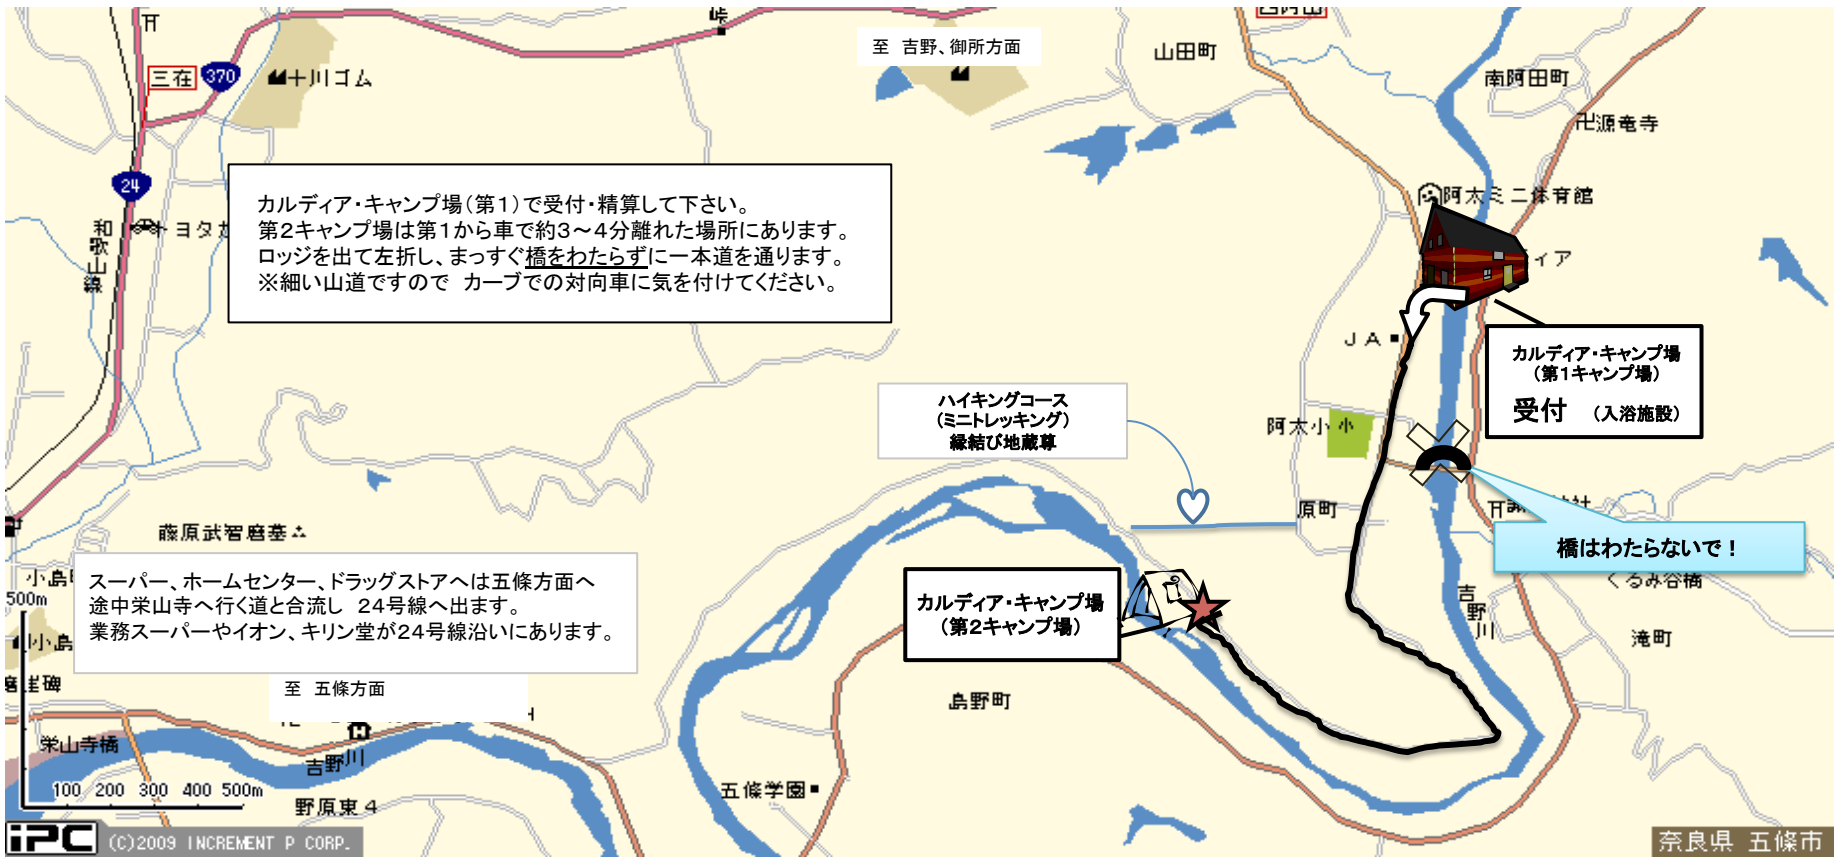 峠
至 吉野、御所方面
山田町
三在
370
十川ゴム
南阿田町
源竜寺
24
和歌山線
カルディア・キャンプ場（第1）で受付・精算して下さい。
第2キャンプ場は第1から車で約3～4分離れた場所にあります。
ロッジを出て左折し、まっすぐ橋をわたらずに一本道を通ります。
※細い山道ですので カーブでの対向車に気を付けてください。
阿太ミニ体育館
ィア
JA
カルディア・キャンプ場
（第1キャンプ場）
受付 （入浴施設）
ハイキングコース
（ミニトレッキング）
縁結び地蔵尊
阿太小
小
原町
橋はわたらないで！
くるみ谷橋
吉野川
滝町
藤原武智麿墓
小島
スーパー、ホームセンター、ドラッグストアへは五條方面へ
途中栄山寺へ行く道と合流し 24号線へ出ます。
業務スーパーやイオン、キリン堂が24号線沿いにあります。
小島
カルディア・キャンプ場
（第2キャンプ場）
至 五條方面
島野町
栄山寺橋
吉野川
五條学園
野原東4
500m
100 200 300 400 500m
iPC
(C)2009 INCREMENT P CORP.
奈良県 五條市